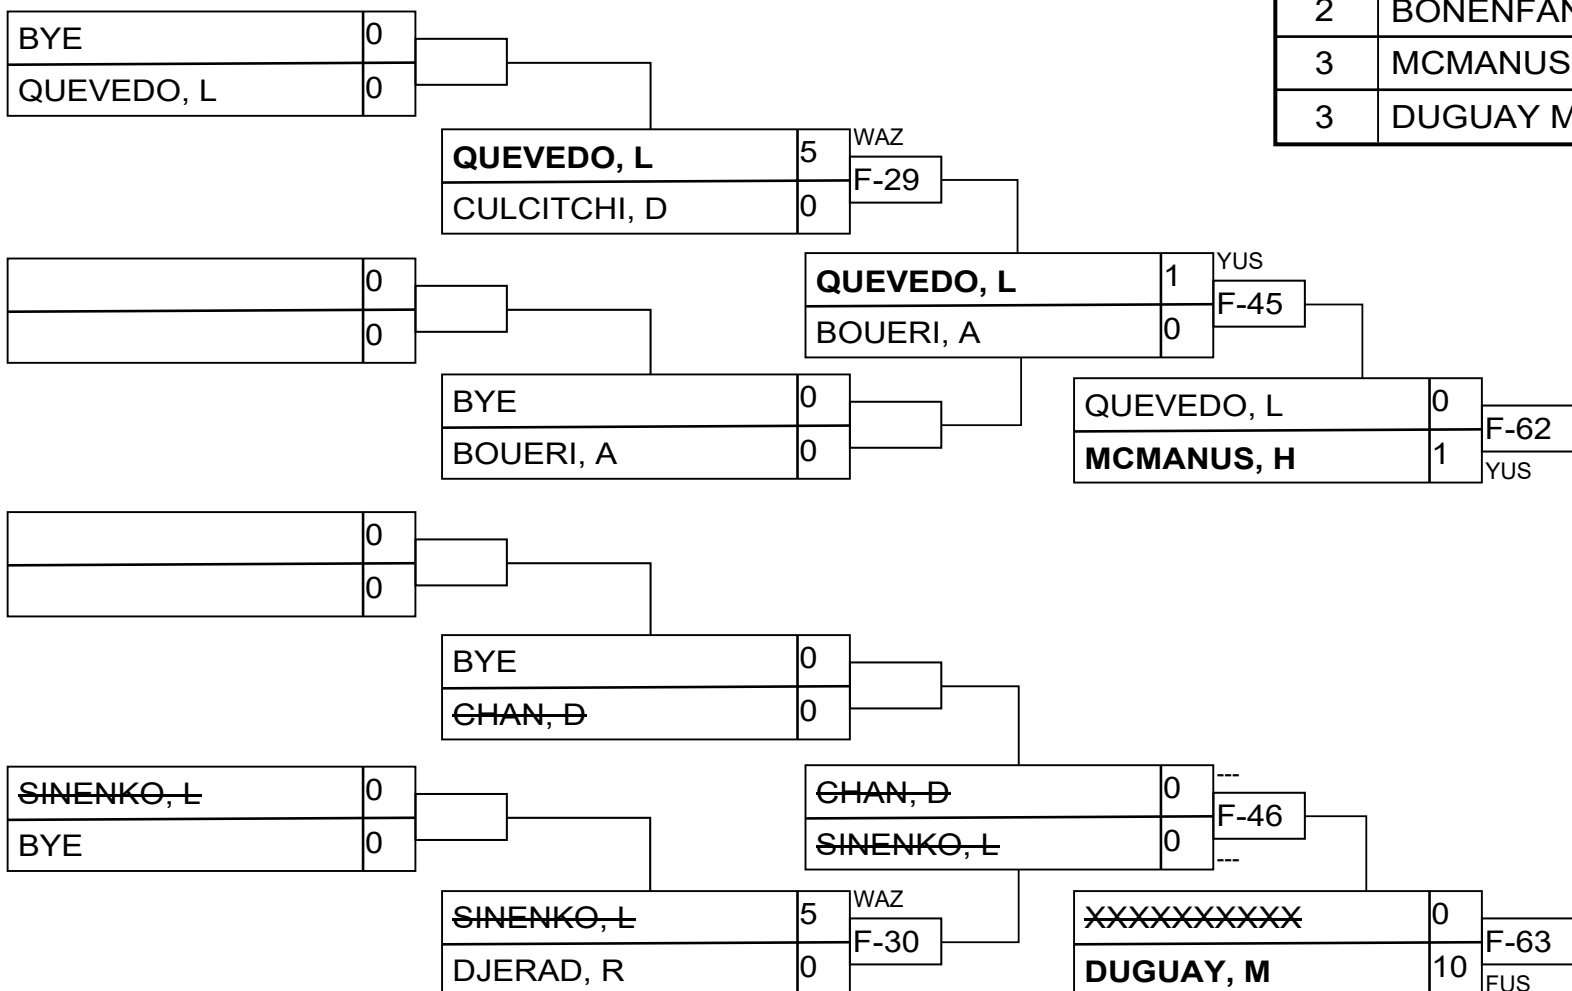 2 BONENFAN
3 MCMANUS
3 DUGUAY M
BYE 0
QUEVEDO, L 0
QUEVEDO, L 5 WAZ
F-29
CULCITCHI, D 0
0
0
QUEVEDO, L 1 YUS
F-45
BOUERI, A 0
BYE 0
BOUERI, A 0
QUEVEDO, L 0
F-62
MCMANUS, H 1 YUS
0
0
BYE 0
CHAN, D 0
SINENKO, L 0
BYE 0
CHAN, D 0 ---
F-46
SINENKO, L 0 ---
SINENKO, L 5 WAZ
F-30
DJERAD, R 0
XXXXXXXXXX 0
F-63
DUGUAY, M 10 FUS